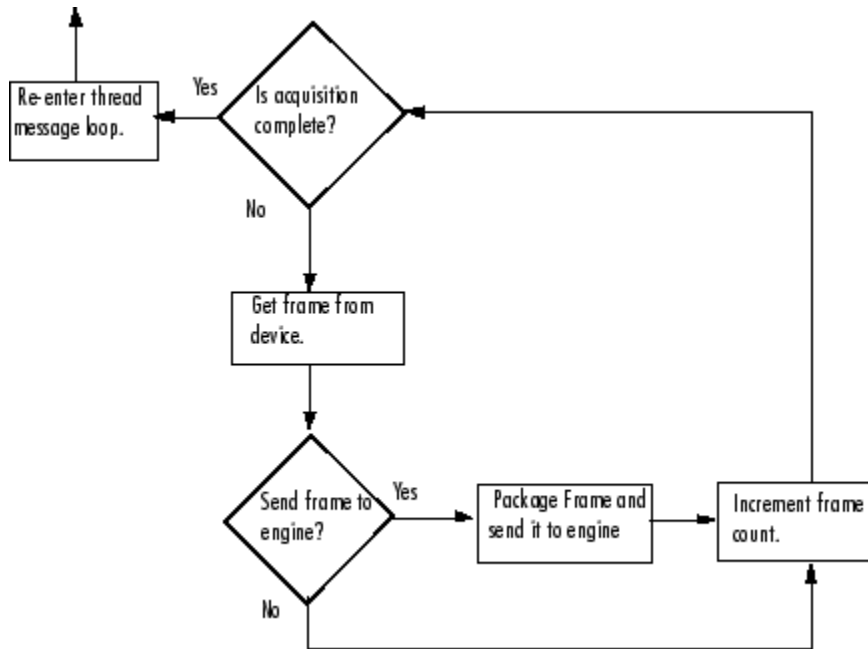 Yes
Re-enter thread
message loop.
Is acquisition
complete?
No
Get frame from
device.
Send frame to
engine?
Yes
Package Frame and
send it to engine
Increment frame
count.
No